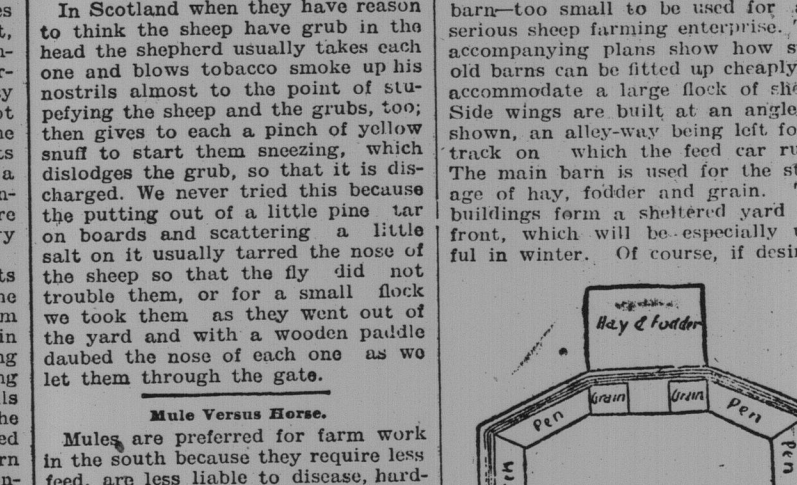 In Scotland when they have reason
to think the sheep have grub in the
head the shepherd usually takes each
one and blows tobacco smoke up his
nostrils almost to the point of stu-
pefying the sheep and the grubs, too;
then gives to each a pinch of yellow
snuff to start them sneezing, which
dislodges the grub, so that it is dis-
charged. We never tried this because
the putting out of a little pine tar
on boards and scattering a little
salt on it usually tarred the nose of
the sheep so that the fly did not
trouble them, or for a small flock
we took them as they went out of
the yard and with a wooden paddle
daubed the nose of each one as we
let them through the gate.
Mule Versus Horse.
Mules are preferred for farm work
in the south because they require less
feed, are less liable to disease, hard-
barn—too small to be used for
serious sheep farming enterprise.
accompanying plans show how
old barns can be fitted up cheaply
accommodate a large flock of
Side wings are built at an angle
shown, an alley-way being left
track on which the feed car
The main barn is used for the
age of hay, fodder and grain.
buildings form a sheltered yard
front, which will be especially
ful in winter. Of course, if
Hay & Fodder
Grain Grain
Pen Pen
Pen